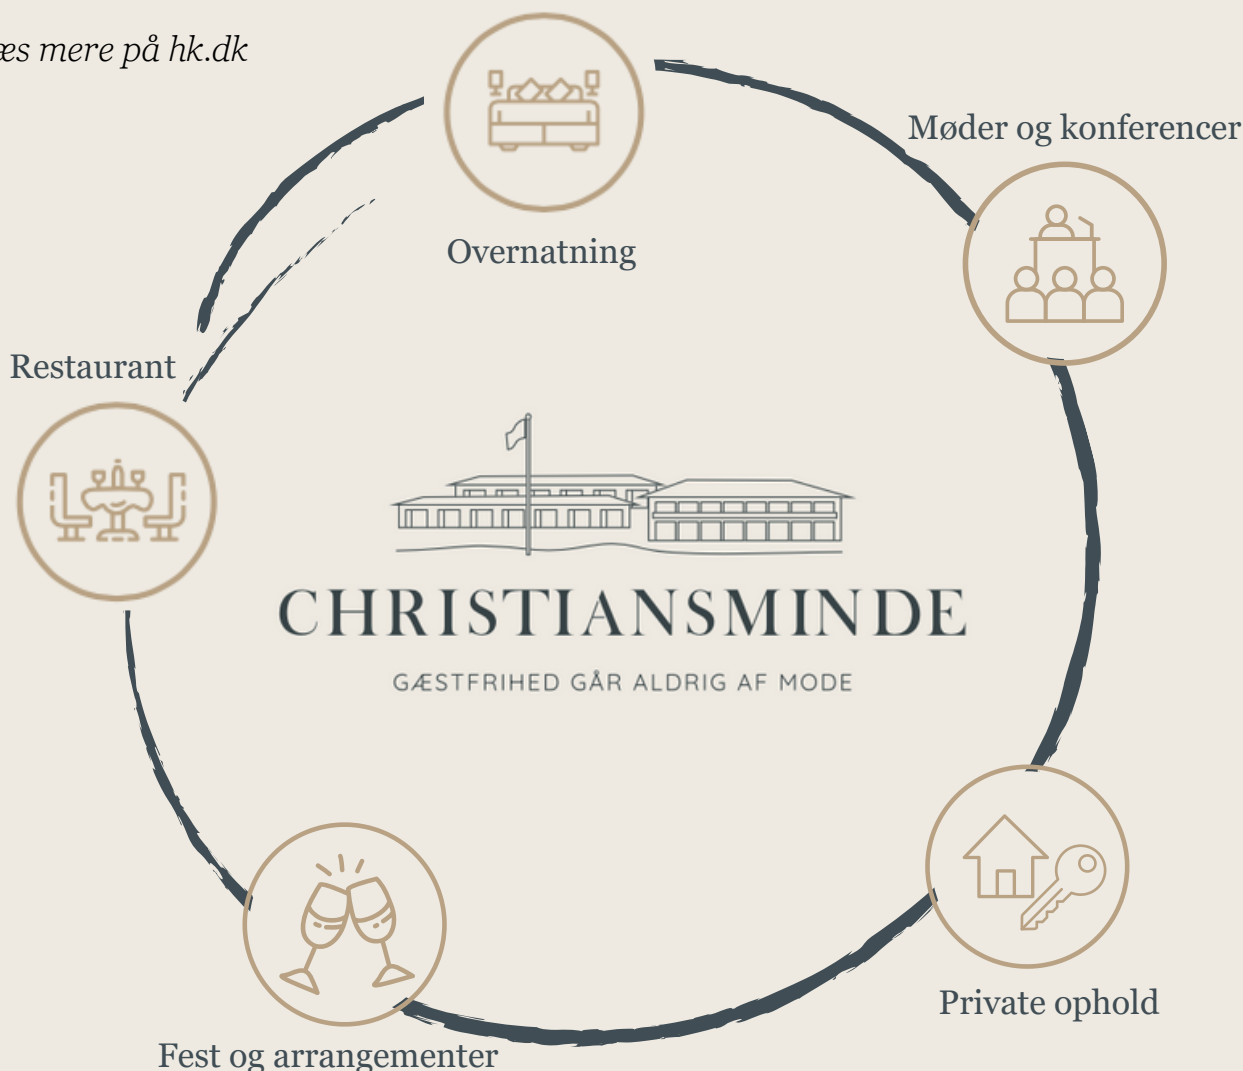 æs mere på hk.dk
Møder og konferencer
Overnatning
Restaurant
CHRISTIANSMINDE
GÆSTFRIHED GÅR ALDRIG AF MODE
Private ophold
Fest og arrangementer